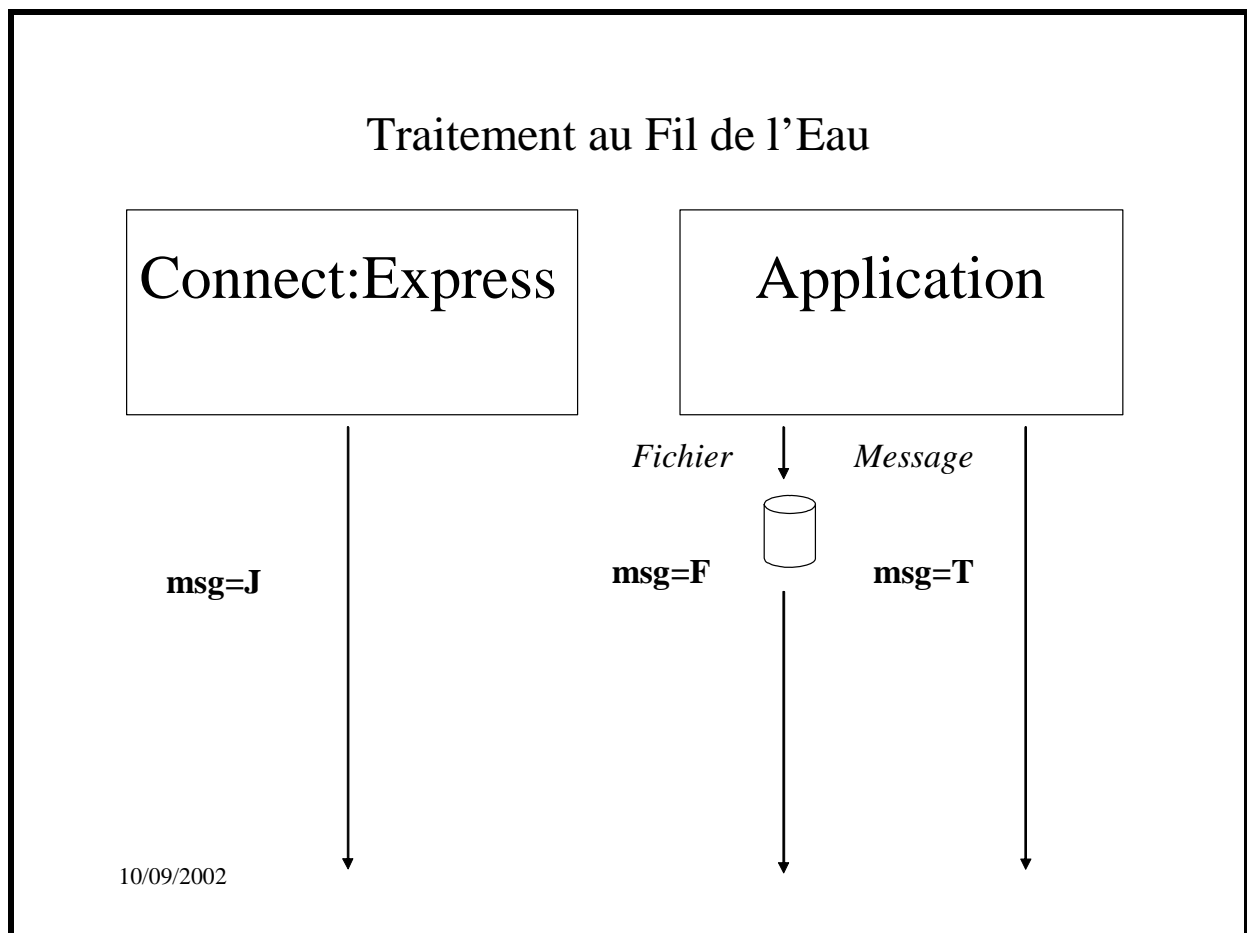 Traitement au Fil de l’Eau
Connect:Express
Application
Fichier
Message
msg=J
msg=F
msg=T
10/09/2002